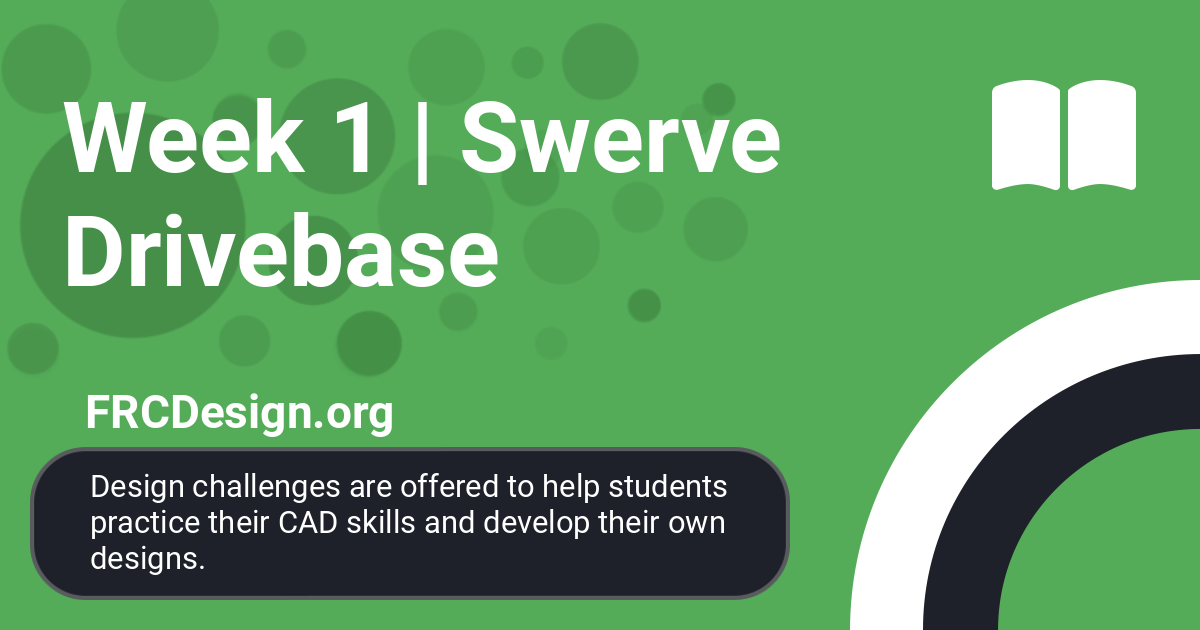 Week 1 | Swerve
Drivebase
FRCDesign.org
Design challenges are offered to help students
practice their CAD skills and develop their own
designs.